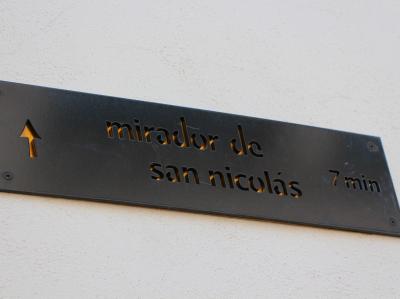 mirador de
san nicolás 7 min